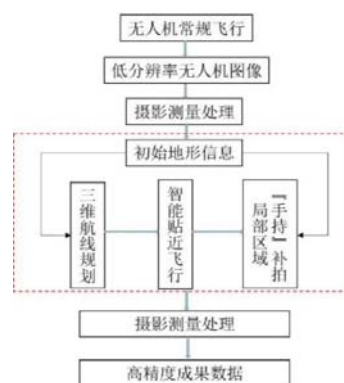 无人机常规飞行
低分辨率无人机图像
摄影测量处理
初始地形信息
三维航线规划
智能贴近飞行
『手持』补拍
局部区域
摄影测量处理
高精度成果数据